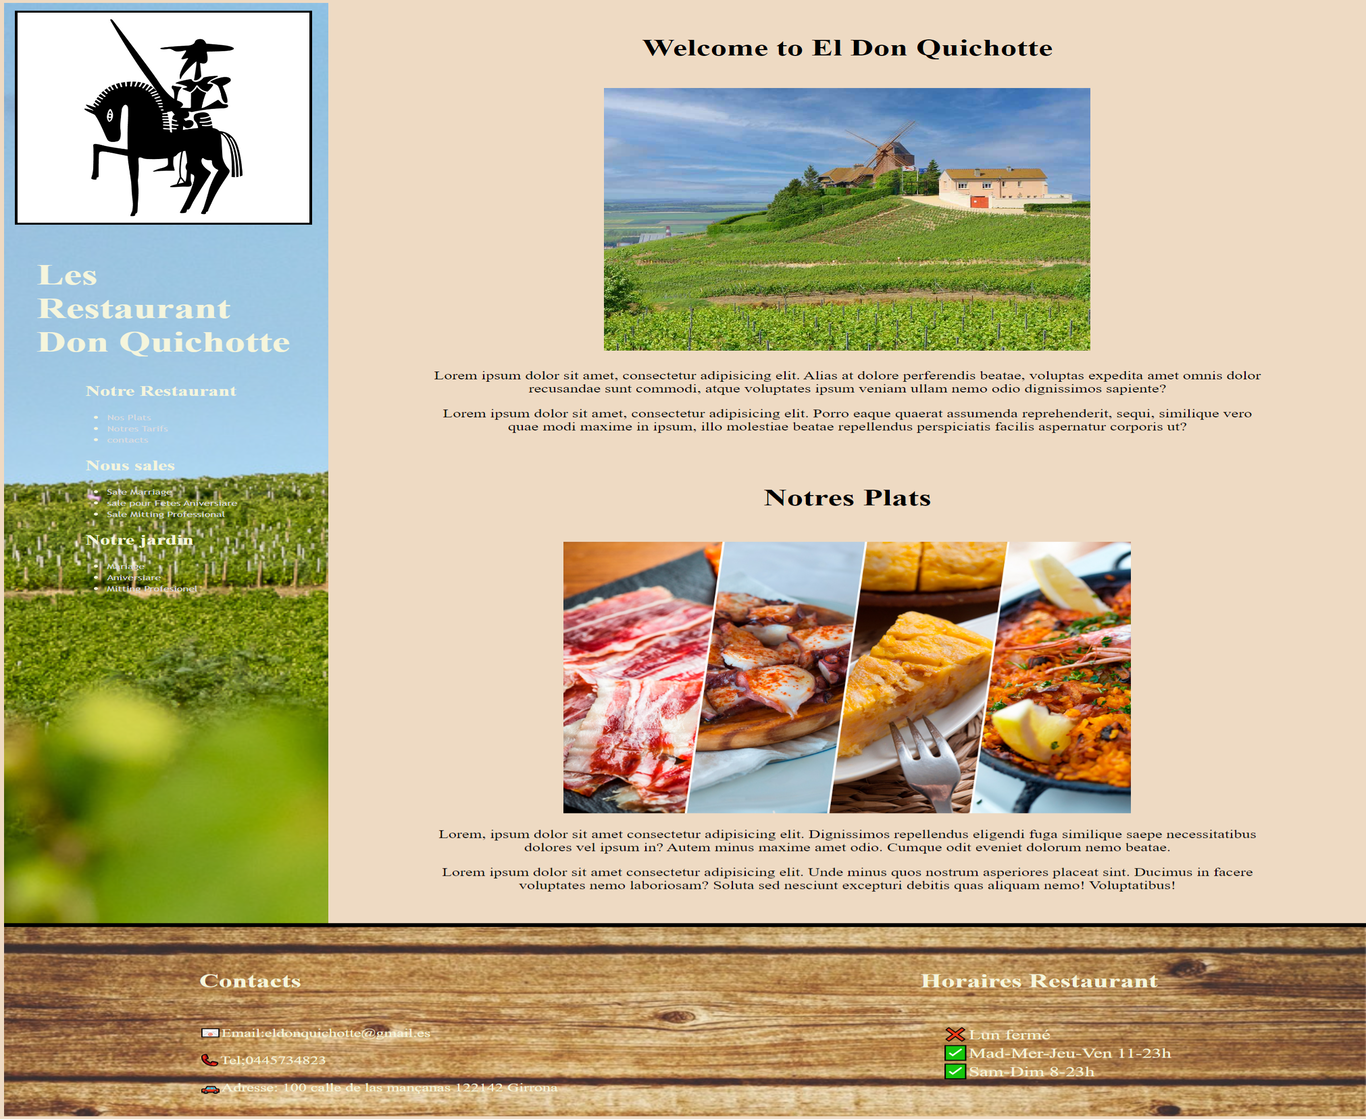 Les
Restaurant
Don Quichotte
Notre Restaurant
Nos Plats
Notres Tarifs
contacts
Nous sales
Sale Marriage
sale pour Fetes Aniversiare
Sale Mitting Professional
Notre jardin
Mariage
Aniversiare
Mitting Profesionel
Welcome to El Don Quichotte
Lorem ipsum dolor sit amet, consectetur adipisicing elit. Alias at dolore perferendis beatae, voluptas expedita amet omnis dolor
recusandae sunt commodi, atque voluptates ipsum veniam ullam nemo odio dignissimos sapiente?
Lorem ipsum dolor sit amet, consectetur adipisicing elit. Porro eaque quaerat assumenda reprehenderit, sequi, similique vero
quae modi maxime in ipsum, illo molestiae beatae repellendus perspiciatis facilis aspernatur corporis ut?
Notres Plats
Lorem, ipsum dolor sit amet consectetur adipisicing elit. Dignissimos repellendus eligendi fuga similique saepe necessitatibus
dolores vel ipsum in? Autem minus maxime amet odio. Cumque odit eveniet dolorum nemo beatae.
Lorem ipsum dolor sit amet consectetur adipisicing elit. Unde minus quos nostrum asperiores placeat sint. Ducimus in facere
voluptates nemo laboriosam? Soluta sed nesciunt excepturi debitis quas aliquam nemo! Voluptatibus!
Contacts
Email:eldonquichotte@gmail.es
Tel:0445734823
Adresse: 100 calle de las mancanas 122142 Girrona
Horaires Restaurant
Lun fermé
Mad-Mer-Jeu-Ven 11-23h
Sam-Dim 8-23h